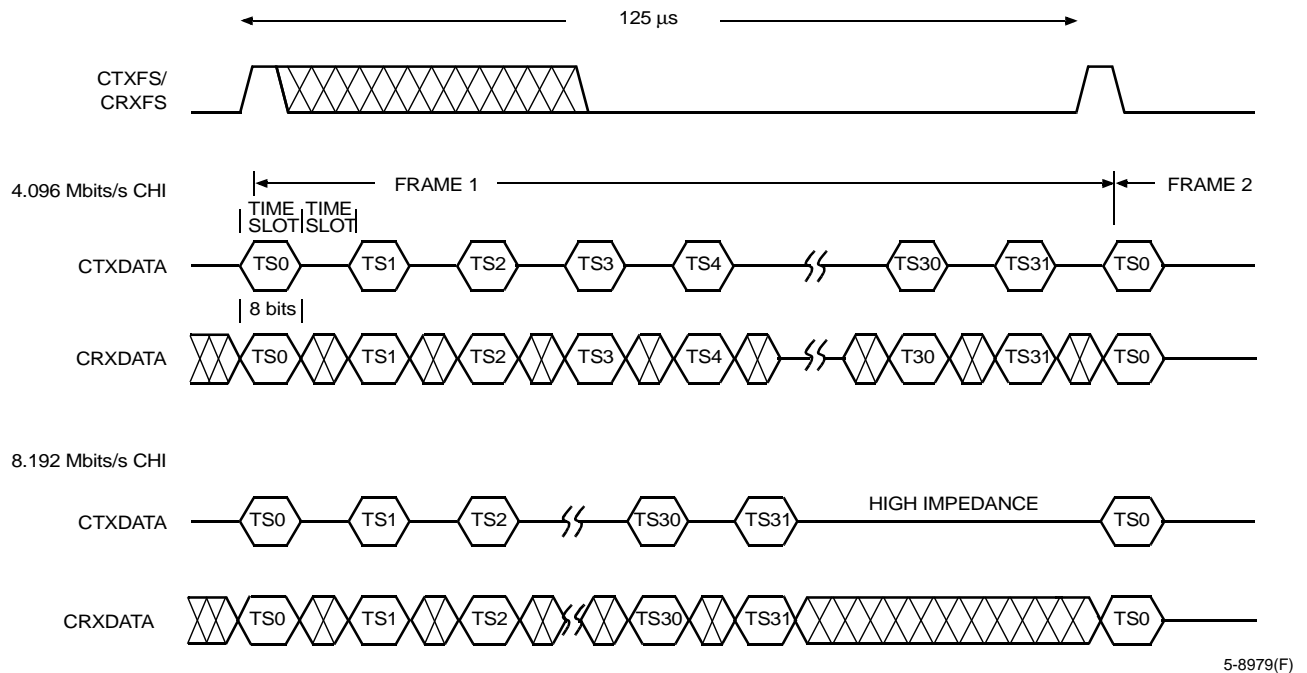 125 µs
CTXFS/
CRXFS
4.096 Mbits/s CHI
FRAME 1
FRAME 2
TIME SLOT
TIME SLOT
CTXDATA
TS0 TS1 TS2 TS3 TS4 TS30 TS31 TS0
8 bits
CRXDATA
TS0 TS1 TS2 TS3 TS4 T30 TS31 TS0
8.192 Mbits/s CHI
HIGH IMPEDANCE
CTXDATA
TS0 TS1 TS2 TS30 TS31 TS0
CRXDATA
TS0 TS1 TS2 TS30 TS31 TS0
5-8979(F)